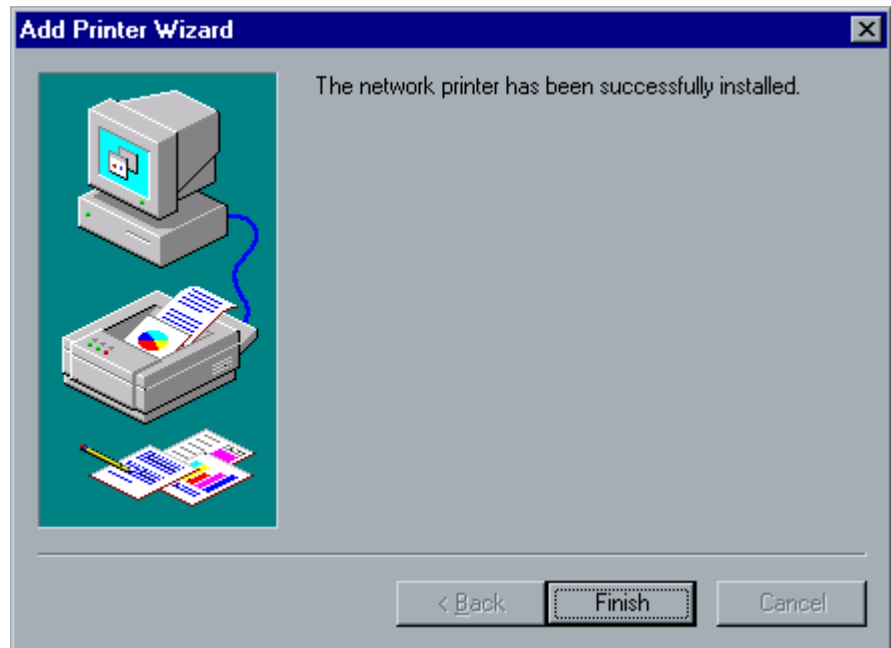 Add Printer Wizard
The network printer has been successfully installed.
< Back
Finish
Cancel